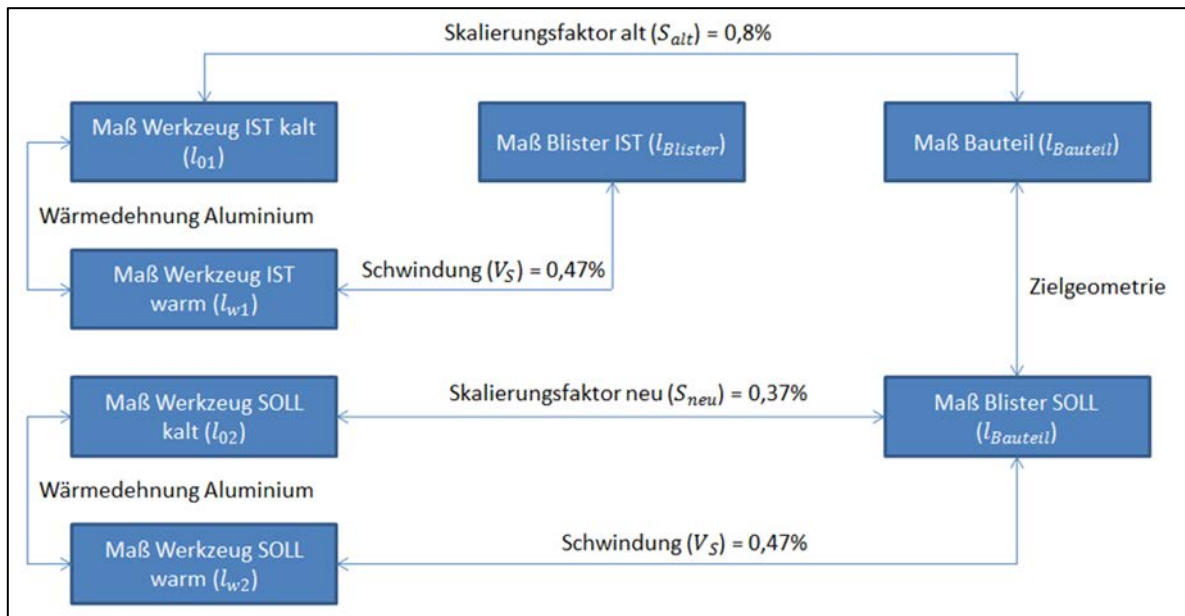 Skalierungsfaktor alt (S_alt) = 0,8%
Maß Werkzeug IST kalt
(l_01)
Maß Blister IST (l_Blister)
Maß Bauteil (l_Bauteil)
Wärmedehnung Aluminium
Maß Werkzeug IST
warm (l_w1)
Schwindung (V_S) = 0,47%
Zielgeometrie
Maß Werkzeug SOLL
kalt (l_02)
Skalierungsfaktor neu (S_neu) = 0,37%
Maß Blister SOLL
(l_Bauteil)
Wärmedehnung Aluminium
Maß Werkzeug SOLL
warm (l_w2)
Schwindung (V_S) = 0,47%